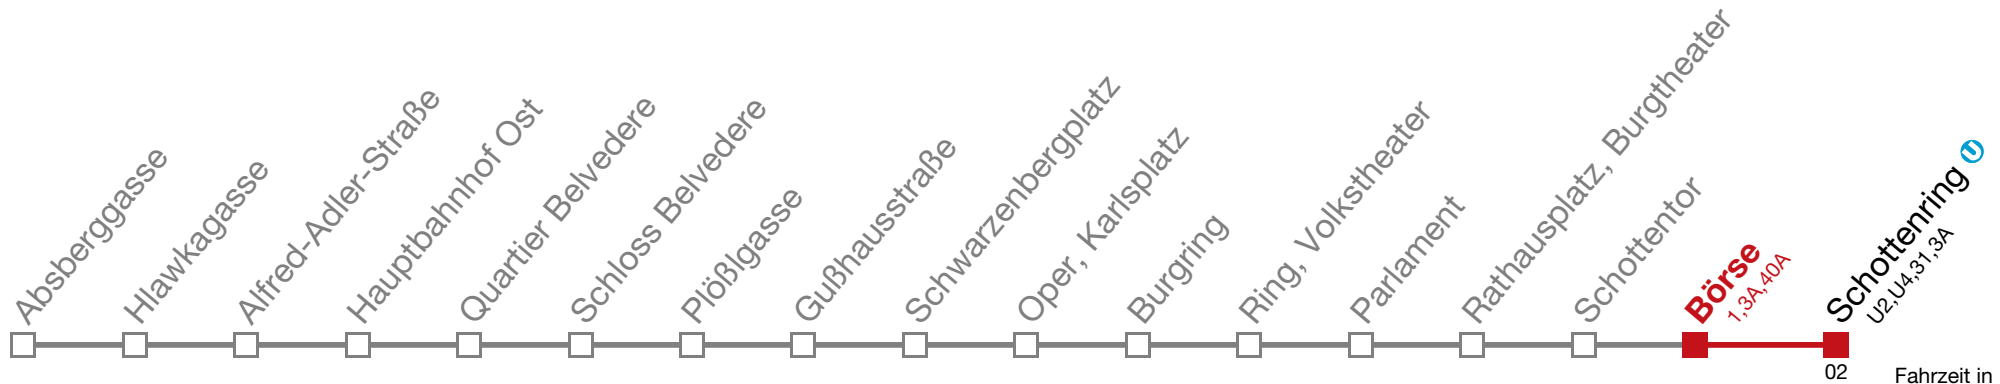 Absberggasse
Hlawkagasse
Alfred-Adler-Straße
Hauptbahnhof Ost
Quartier Belvedere
Schloss Belvedere
Plößlgasse
Gußhausstraße
Schwarzenbergplatz
Oper, Karlsplatz
Burgring
Ring, Volkstheater
Parlament
Rathausplatz, Burgtheater
Schottentor
Börse
1,3A,40A
Schottenring U
U2,U4,31,3A
02
Fahrzeit in